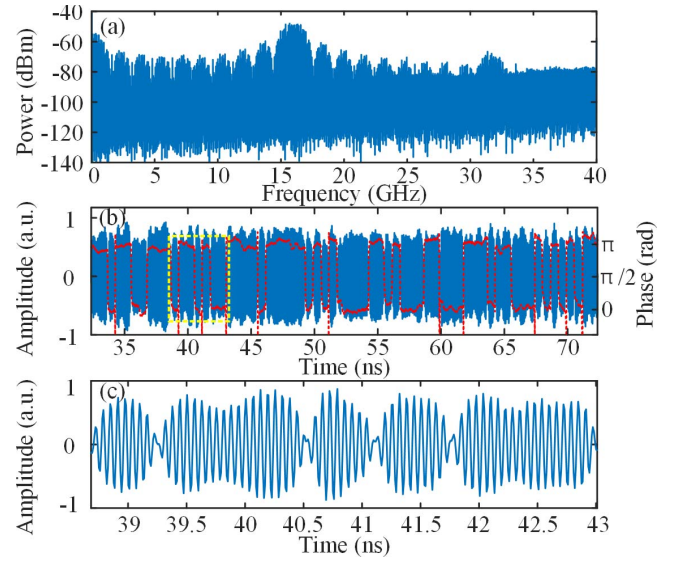 (a)
Power (dBm)
-40
-60
-80
-100
-120
-140
0 5 10 15 20 25 30 35 40
Frequency (GHz)
(b)
Amplitude (a.u.)
1
0
-1
π
π/2
0
Phase (rad)
35 40 45 50 55 60 65 70
Time (ns)
(c)
Amplitude (a.u.)
1
0
-1
39 39.5 40 40.5 41 41.5 42 42.5 43
Time (ns)